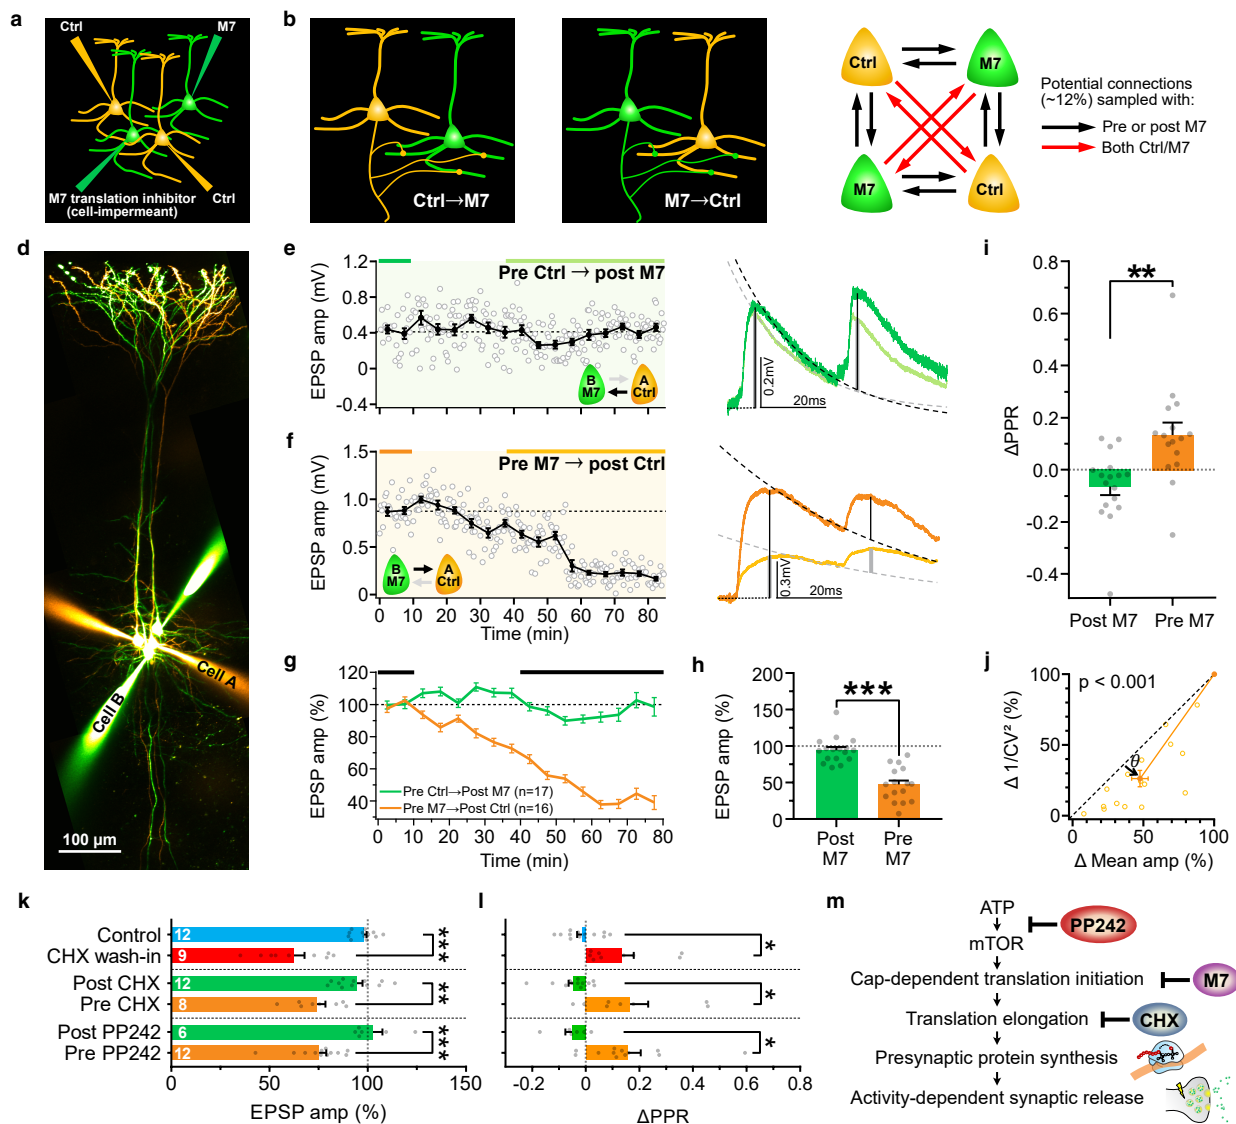 a
Ctrl
M7
M7 translation inhibitor
(cell-impermeant)
Ctrl
b
Ctrl→M7
M7→Ctrl
Ctrl
M7
M7
Ctrl
Potential connections
(~12%) sampled with:
Pre or post M7
Both Ctrl/M7
d
Cell A
Cell B
100 µm
e
EPSP amp (mV)
1.2
0.8
0.4
0
-0.4
Pre Ctrl → post M7
B
M7
A
Ctrl
0.2mV
20ms
f
EPSP amp (mV)
1.5
1.0
0.5
0
Pre M7 → post Ctrl
B
M7
A
Ctrl
0 10 20 30 40 50 60 70 80
Time (min)
0.3mV
20ms
g
EPSP amp (%)
120
100
80
60
40
Pre Ctrl→Post M7 (n=17)
Pre M7→Post Ctrl (n=16)
0 10 20 30 40 50 60 70 80
Time (min)
h
EPSP amp (%)
200
150
100
50
0
***
Post
M7
Pre
M7
i
ΔPPR
0.8
0.6
0.4
0.2
0.0
-0.2
-0.4
**
Post M7 Pre M7
j
Δ 1/CV² (%)
100
50
0
p < 0.001
θ
0 50 100
Δ Mean amp (%)
k
Control
CHX wash-in
Post CHX
Pre CHX
Post PP242
Pre PP242
12
9
12
8
6
12
***
**
***
0 50 100 150
EPSP amp (%)
l
*
*
*
0.2 0 0.2 0.4 0.6 0.8
ΔPPR
m
ATP
PP242
mTOR
Cap-dependent translation initiation
M7
Translation elongation
CHX
Presynaptic protein synthesis
Activity-dependent synaptic release